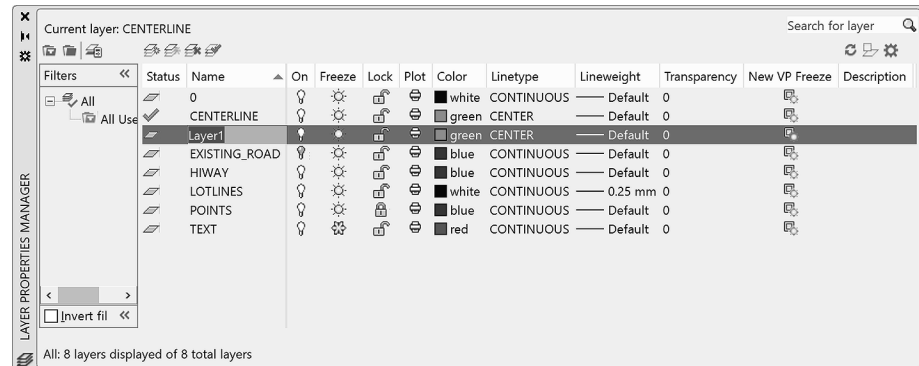 Current layer: CENTERLINE
Search for layer
Filters «
Status Name On Freeze Lock Plot Color Linetype Lineweight Transparency New VP Freeze Description
All
All Use
0 white CONTINUOUS Default 0
CENTERLINE green CENTER Default 0
Layer1 green CENTER Default 0
EXISTING_ROAD blue CONTINUOUS Default 0
HIWAY blue CONTINUOUS Default 0
LOTLINES white CONTINUOUS 0.25 mm 0
POINTS blue CONTINUOUS Default 0
TEXT red CONTINUOUS Default 0
Invert fil «
All: 8 layers displayed of 8 total layers
LAYER PROPERTIES MANAGER